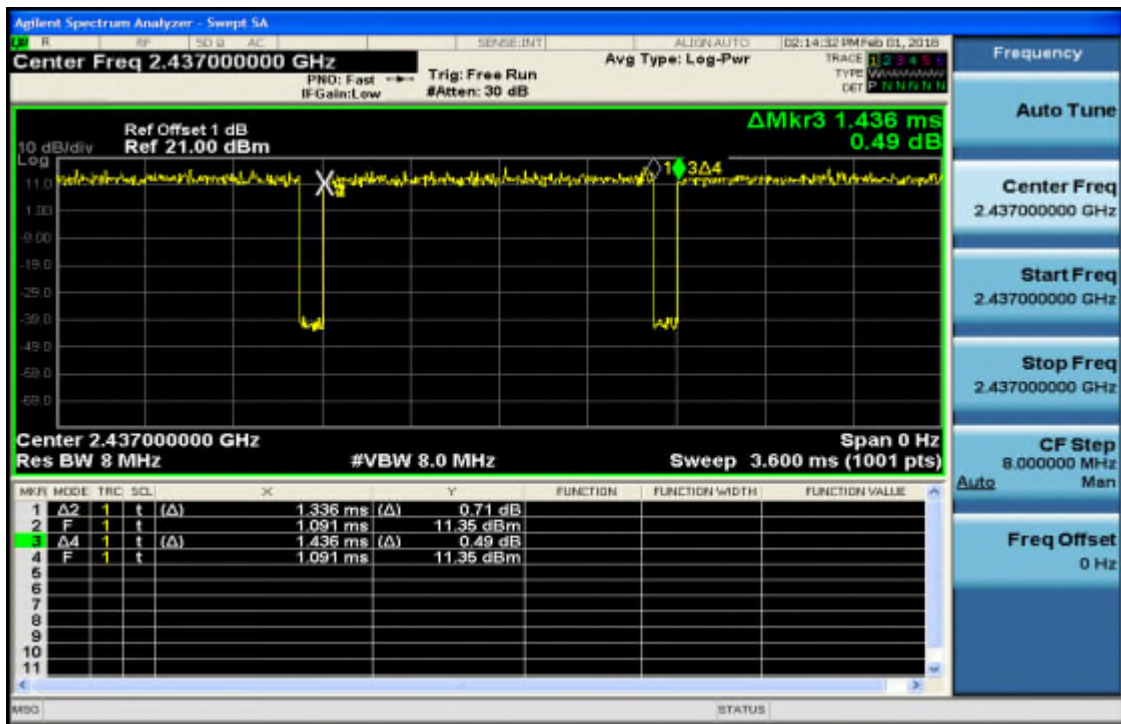 Agilent Spectrum Analyzer - Swept SA
R RF 50 Ω AC SENSE:INT ALIGN AUTO 02:14:32 PM Feb 01, 2018
Center Freq 2.437000000 GHz
PNO: Fast
IFGain:Low
Trig: Free Run
#Atten: 30 dB
Avg Type: Log-Pwr
TRACE 1 2 3 4 5 6
TYPE
DET P N N N N N
ΔMkr3 1.436 ms
0.49 dB
Ref Offset 1 dB
10 dB/div Ref 21.00 dBm
Log
1 3Δ4
11.0
1.00
-9.00
-19.0
-29.0
-39.0
-49.0
-59.0
-69.0
Center 2.437000000 GHz Span 0 Hz
Res BW 8 MHz #VBW 8.0 MHz Sweep 3.600 ms (1001 pts)
MKR MODE TRC SCL X Y FUNCTION FUNCTION WIDTH FUNCTION VALUE
1 Δ2 1 t (Δ) 1.336 ms (Δ) 0.71 dB
2 F 1 t 1.091 ms 11.35 dBm
3 Δ4 1 t (Δ) 1.436 ms (Δ) 0.49 dB
4 F 1 t 1.091 ms 11.35 dBm
5
6
7
8
9
10
11
MSG STATUS
Frequency
Auto Tune
Center Freq
2.437000000 GHz
Start Freq
2.437000000 GHz
Stop Freq
2.437000000 GHz
CF Step
8.000000 MHz
Auto Man
Freq Offset
0 Hz